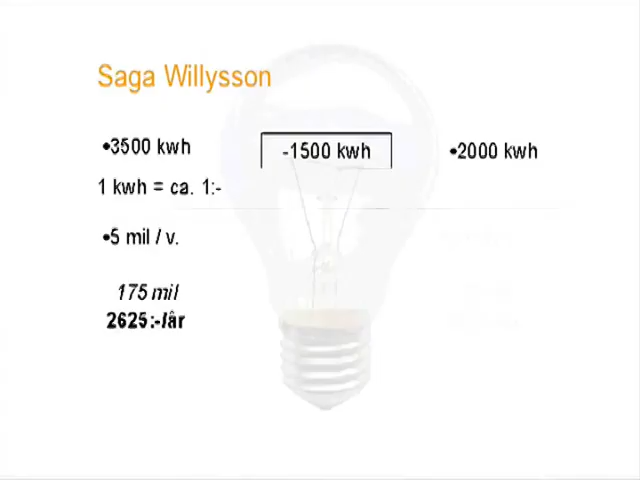 Saga Willysson
•3500 kwh -1500 kwh •2000 kwh
1 kwh = ca. 1:-
•5 mil / v.
175 mil
2625:-/år